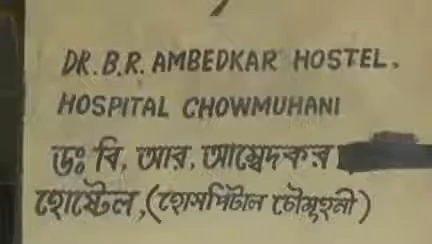 DR. B.R. AMBEDKAR HOSTEL.
HOSPITAL CHOWMUHANI
ডঃ বি, আর, আম্বেদকর
হোস্টেল, (হোসপিটাল চৌমুহনী)